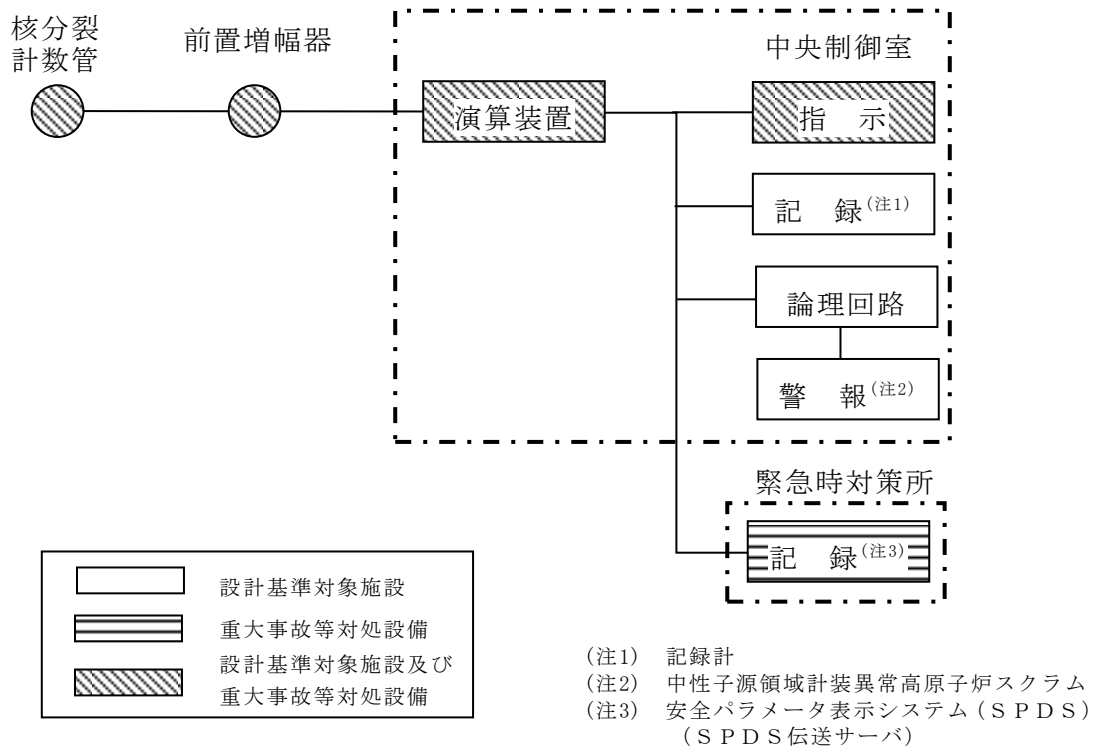 核分裂
計数管
前置増幅器
中央制御室
演算装置
指 示
記 録(注1)
論理回路
警 報(注2)
緊急時対策所
記 録(注3)
設計基準対象施設
重大事故等対処設備
設計基準対象施設及び
重大事故等対処設備
(注1) 記録計
(注2) 中性子源領域計装異常高原子炉スクラム
(注3) 安全パラメータ表示システム(SPDS)
(SPDS伝送サーバ)